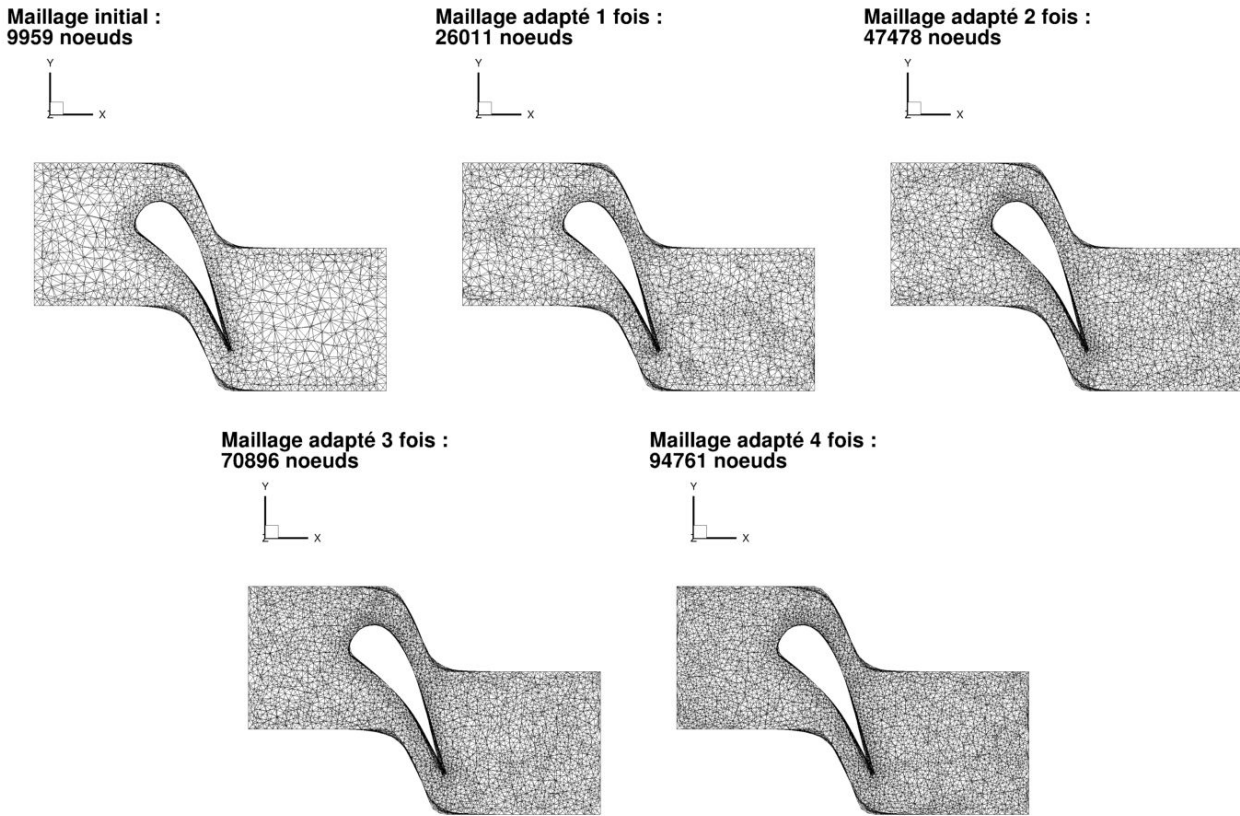 Maillage initial :
9959 noeuds
Y
Z
X
Maillage adapté 1 fois :
26011 noeuds
Y
Z
X
Maillage adapté 2 fois :
47478 noeuds
Y
Z
X
Maillage adapté 3 fois :
70896 noeuds
Y
Z
X
Maillage adapté 4 fois :
94761 noeuds
Y
Z
X